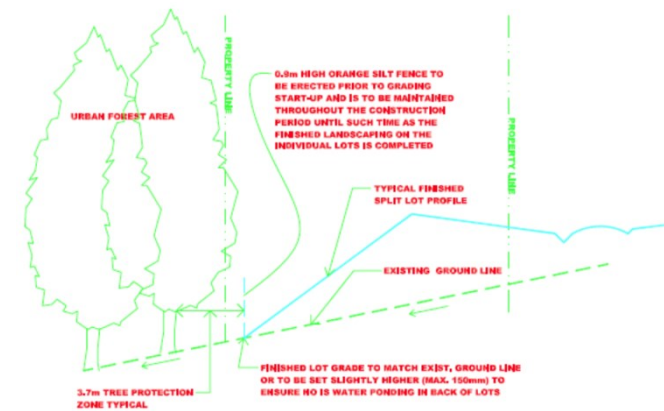 PROPERTY LINE
0.9m HIGH ORANGE SILT FENCE TO
BE ERECTED PRIOR TO GRADING
START-UP AND IS TO BE MAINTAINED
THROUGHOUT THE CONSTRUCTION
PERIOD UNTIL SUCH TIME AS THE
FINISHED LANDSCAPING ON THE
INDIVIDUAL LOTS IS COMPLETED
URBAN FOREST AREA
PROPERTY LINE
TYPICAL FINISHED
SPLIT LOT PROFILE
EXISTING GROUND LINE
FINISHED LOT GRADE TO MATCH EXIST, GROUND LINE
OR TO BE SET SLIGHTLY HIGHER (MAX. 150mm) TO
ENSURE NO IS WATER PONDING IN BACK OF LOTS
3.7m TREE PROTECTION
ZONE TYPICAL